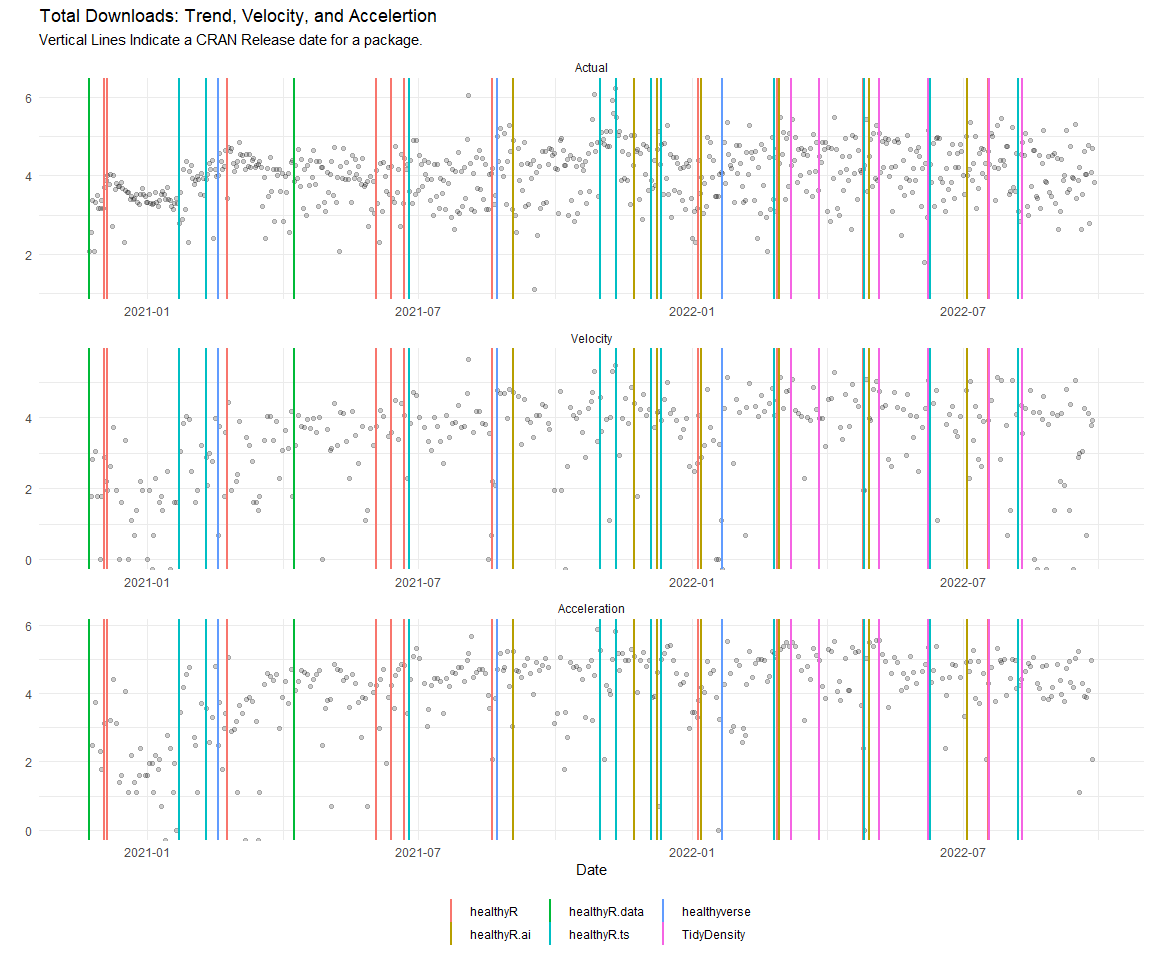 Total Downloads: Trend, Velocity, and Accelertion
Vertical Lines Indicate a CRAN Release date for a package.
Actual
6
4
2
2021-01 2021-07 2022-01 2022-07
Velocity
4
2
0
2021-01 2021-07 2022-01 2022-07
Acceleration
6
4
2
0
2021-01 2021-07 2022-01 2022-07
Date
healthyR healthyR.data healthyverse
healthyR.ai healthyR.ts TidyDensity